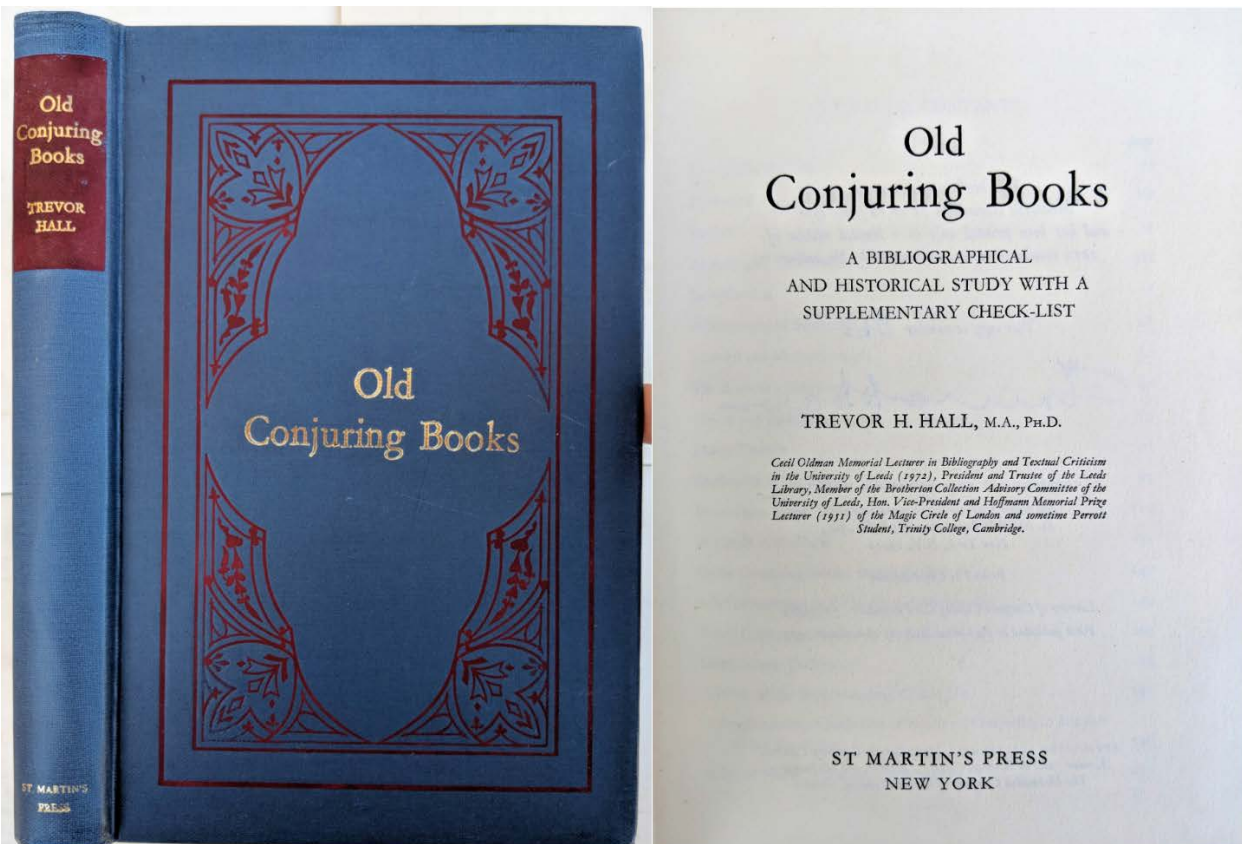 Old
Conjuring
Books
TREVOR
HALL
ST. MARTIN'S
PRESS
Old
Conjuring Books
Old
Conjuring Books
A BIBLIOGRAPHICAL
AND HISTORICAL STUDY WITH A
SUPPLEMENTARY CHECK-LIST
TREVOR H. HALL, M.A., PH.D.
Cecil Oldman Memorial Lecturer in Bibliography and Textual Criticism
in the University of Leeds (1972), President and Trustee of the Leeds
Library, Member of the Brotherton Collection Advisory Committee of the
University of Leeds, Hon. Vice-President and Hoffmann Memorial Prize
Lecturer (1951) of the Magic Circle of London and sometime Perrott
Student, Trinity College, Cambridge.
ST MARTIN'S PRESS
NEW YORK